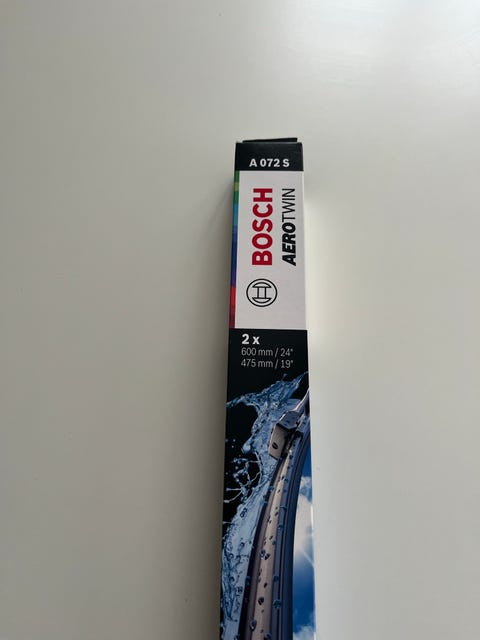 A 072 S
BOSCH
AEROTWIN
2 x
600 mm / 24"
475 mm / 19"